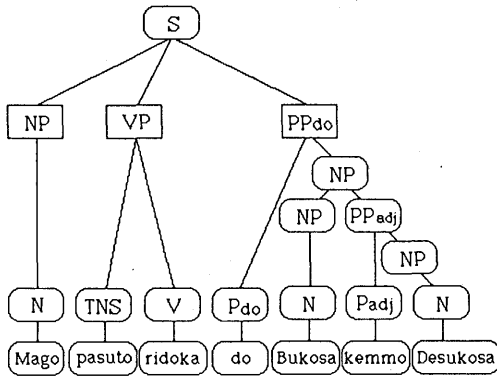 S
NP VP PPdo
NP
NP PPadj
NP
N TNS V Pdo N Padj N
Mago pasuto ridoka do Bukosa kemmo Desukosa